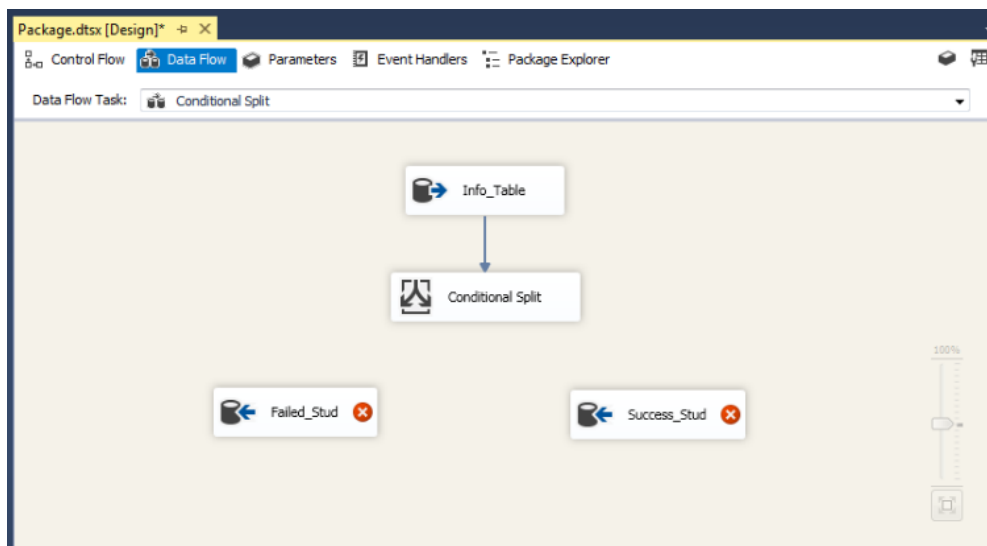 Package.dtsx [Design]*
Control Flow Data Flow Parameters Event Handlers Package Explorer
Data Flow Task: Conditional Split
Info_Table
Conditional Split
100%
Failed_Stud
Success_Stud